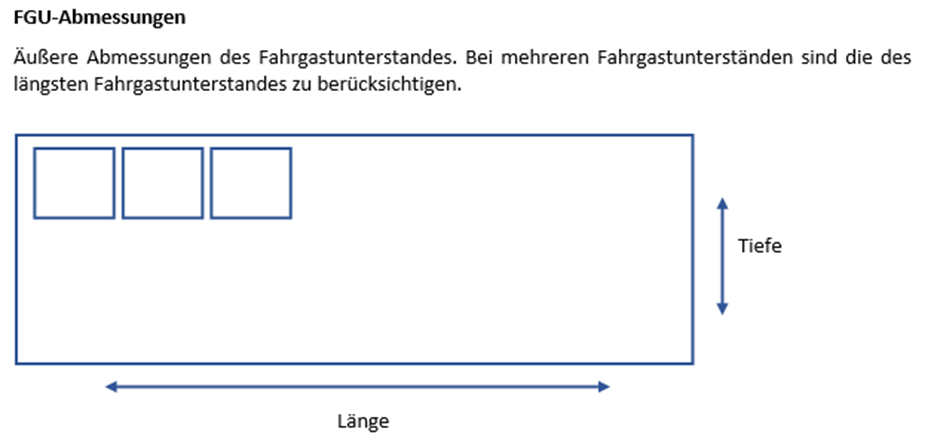 FGU-Abmessungen
Äußere Abmessungen des Fahrgastunterstandes. Bei mehreren Fahrgastunterständen sind die des
längsten Fahrgastunterstandes zu berücksichtigen.
Tiefe
Länge